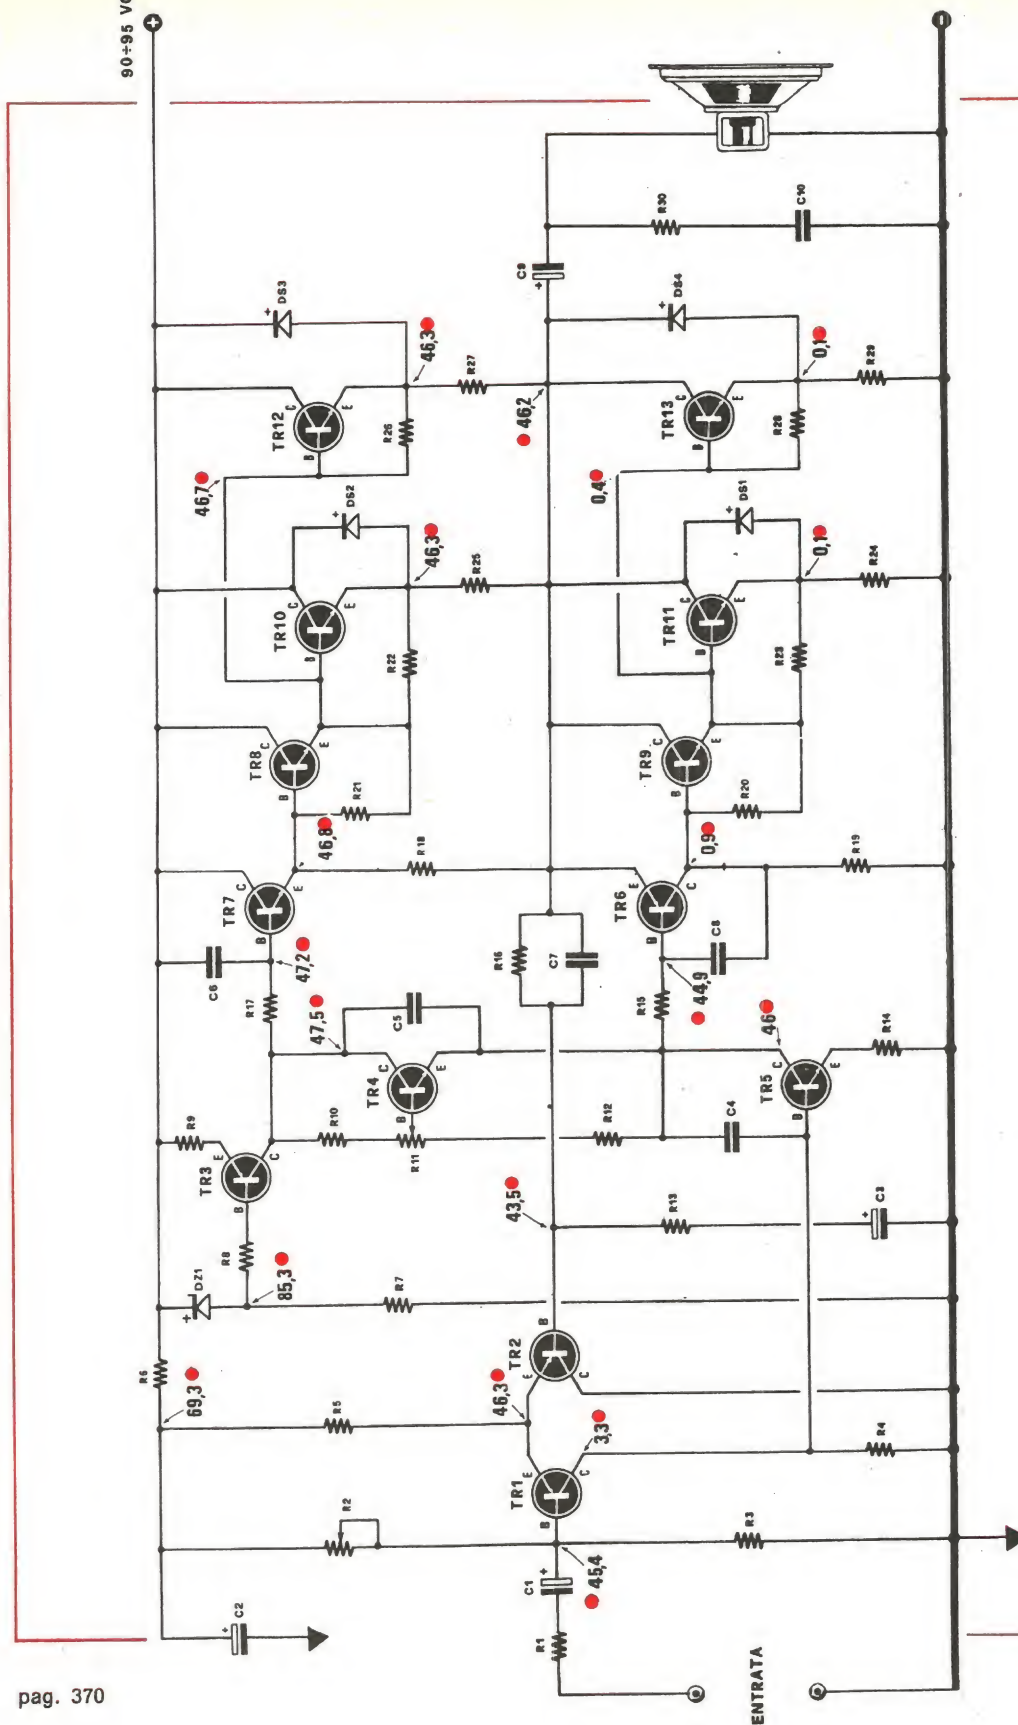 90÷95 V
C2
R6
69,3
R2
R5
DZ1
85,3
R8
R7
R9
B
E
C
TR3
R10
R11
R12
C6
R17
47,2
47,5
C5
C
E
B
TR4
TR7
B
C
E
46,8
R18
TR8
B
C
E
R21
R22
TR10
B
C
E
DS2
46,3
R25
46,7
TR12
B
C
E
R26
DS3
46,3
R27
46,2
C9
+
R30
C10
R1
C1
+
45,4
R3
TR1
B
E
C
46,3
3,3
R4
TR2
E
B
C
43,5
R13
C3
+
C4
R16
C7
R15
44,9
C8
TR6
B
E
C
0,9
R19
46
TR5
B
C
E
R14
TR9
B
C
E
R20
R23
TR11
B
C
E
DS1
0,1
R24
0,4
TR13
B
C
E
R28
DS4
0,1
R29
ENTRATA
pag. 370